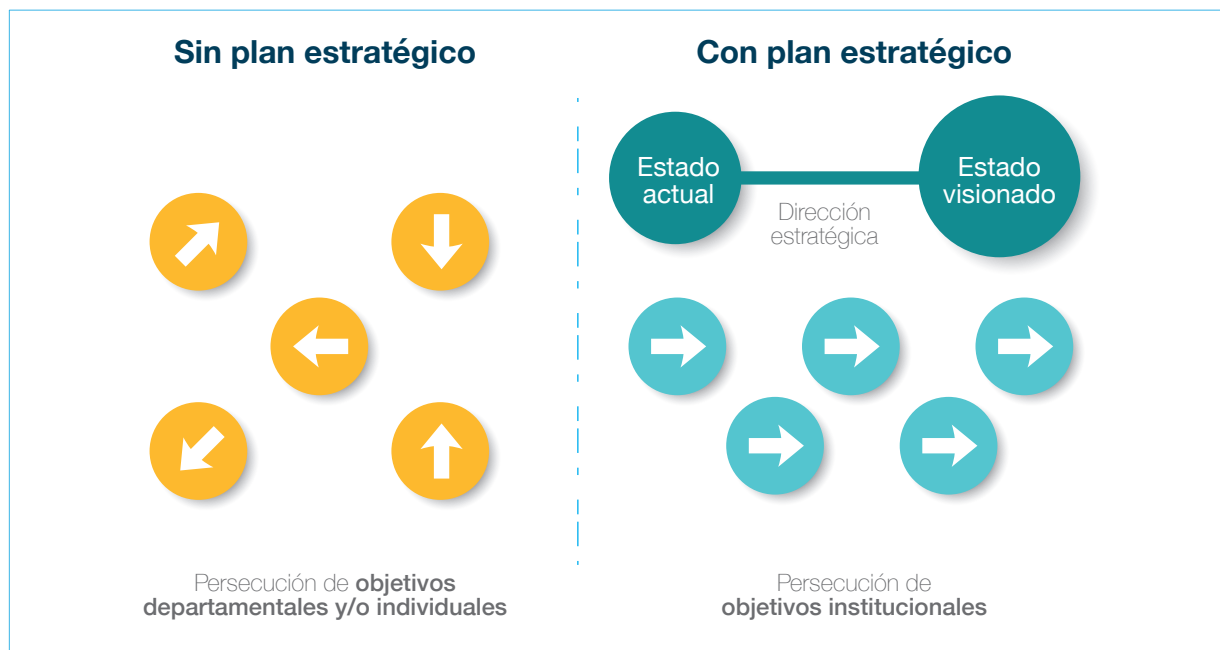 Sin plan estratégico
Persecución de objetivos
departamentales y/o individuales
Con plan estratégico
Estado
actual
Dirección
estratégica
Estado
visionado
Persecución de
objetivos institucionales